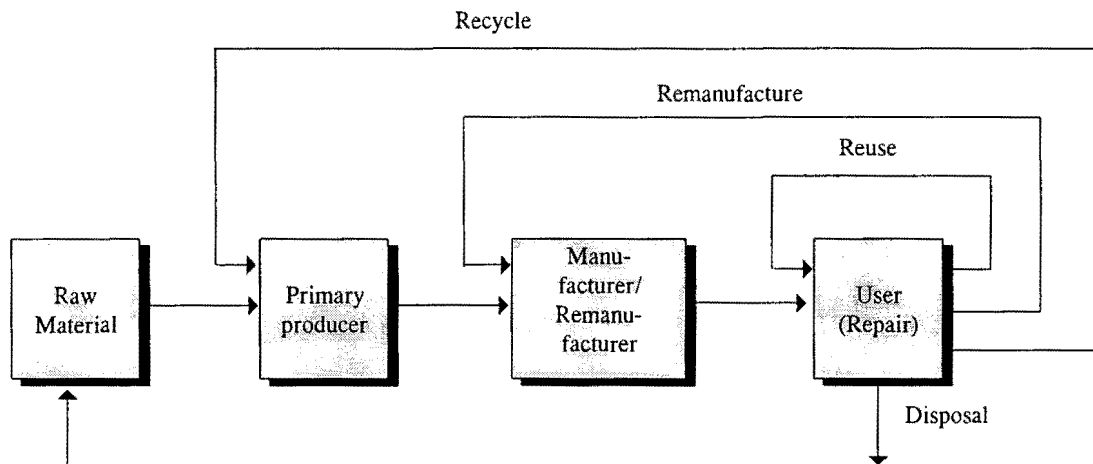 Recycle
Remanufacture
Reuse
Raw
Material
Primary
producer
Manu-
facturer/
Remanu-
facturer
User
(Repair)
Disposal